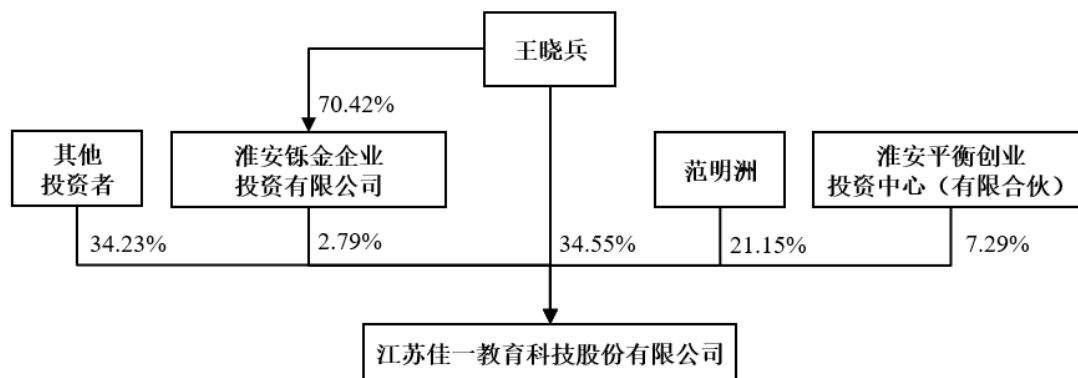 王晓兵
70.42%
其他
投资者
淮安铄金企业
投资有限公司
范明洲
淮安平衡创业
投资中心（有限合伙）
34.23%
2.79%
34.55%
21.15%
7.29%
江苏佳一教育科技股份有限公司